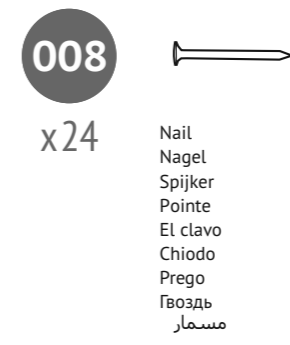 008
x24
Nail
Nagel
Spijker
Pointe
El clavo
Chiodo
Prego
Гвоздь
مسمار